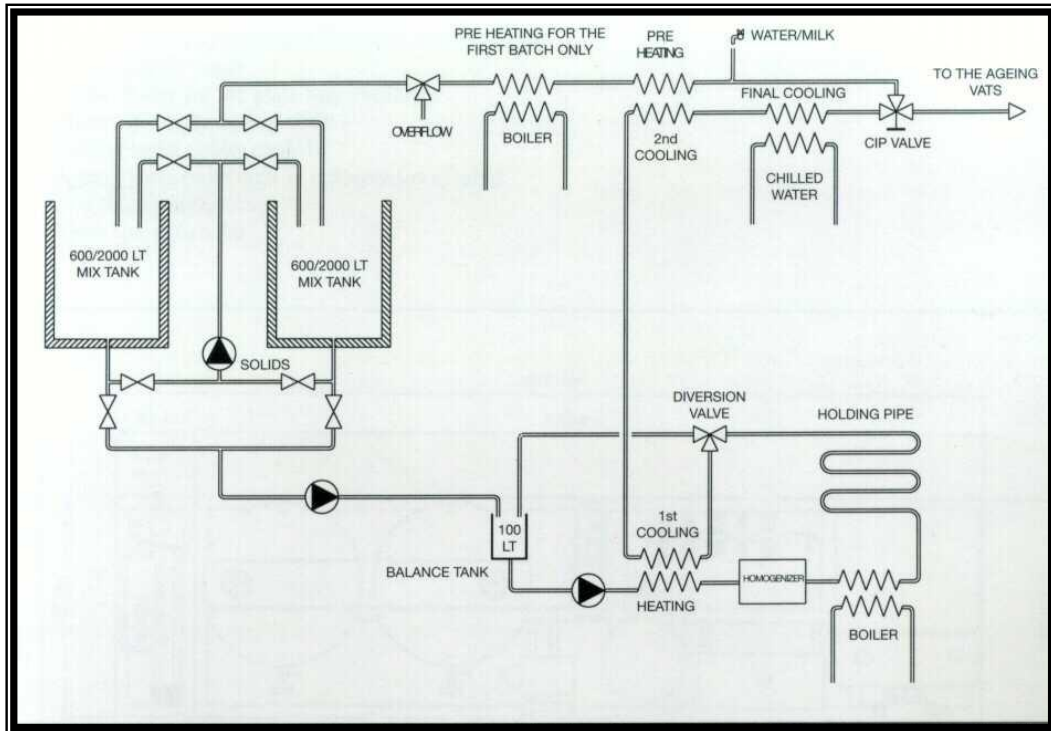 PRE HEATING FOR THE
FIRST BATCH ONLY
PRE
HEATING
WATER/MILK
TO THE AGEING
VATS
OVERFLOW
BOILER
2nd
COOLING
FINAL COOLING
CIP VALVE
CHILLED
WATER
600/2000 LT
MIX TANK
600/2000 LT
MIX TANK
SOLIDS
DIVERSION
VALVE
HOLDING PIPE
100
LT
1st
COOLING
BALANCE TANK
HEATING
HOMOGENIZER
BOILER